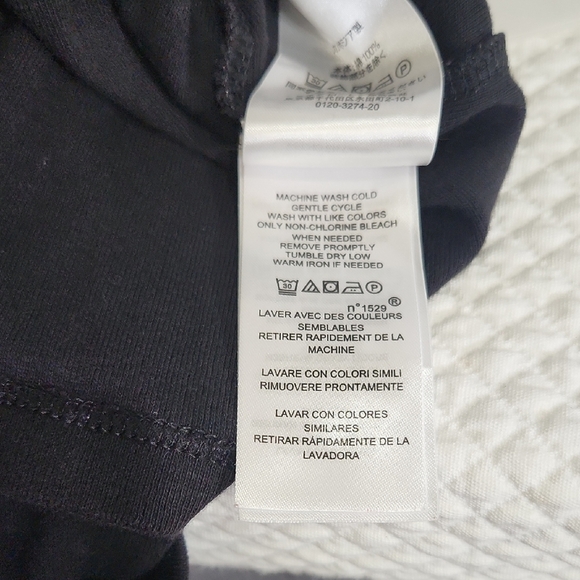 100%
0120-3274-20
MACHINE WASH COLD
GENTLE CYCLE
WASH WITH LIKE COLORS
ONLY NON-CHLORINE BLEACH
WHEN NEEDED
REMOVE PROMPTLY
TUMBLE DRY LOW
WARM IRON IF NEEDED
30 P
n°1529®
LAVER AVEC DES COULEURS
SEMBLABLES
RETIRER RAPIDEMENT DE LA
MACHINE
LAVARE CON COLORI SIMILI
RIMUOVERE PRONTAMENTE
LAVAR CON COLORES
SIMILARES
RETIRAR RÁPIDAMENTE DE LA
LAVADORA